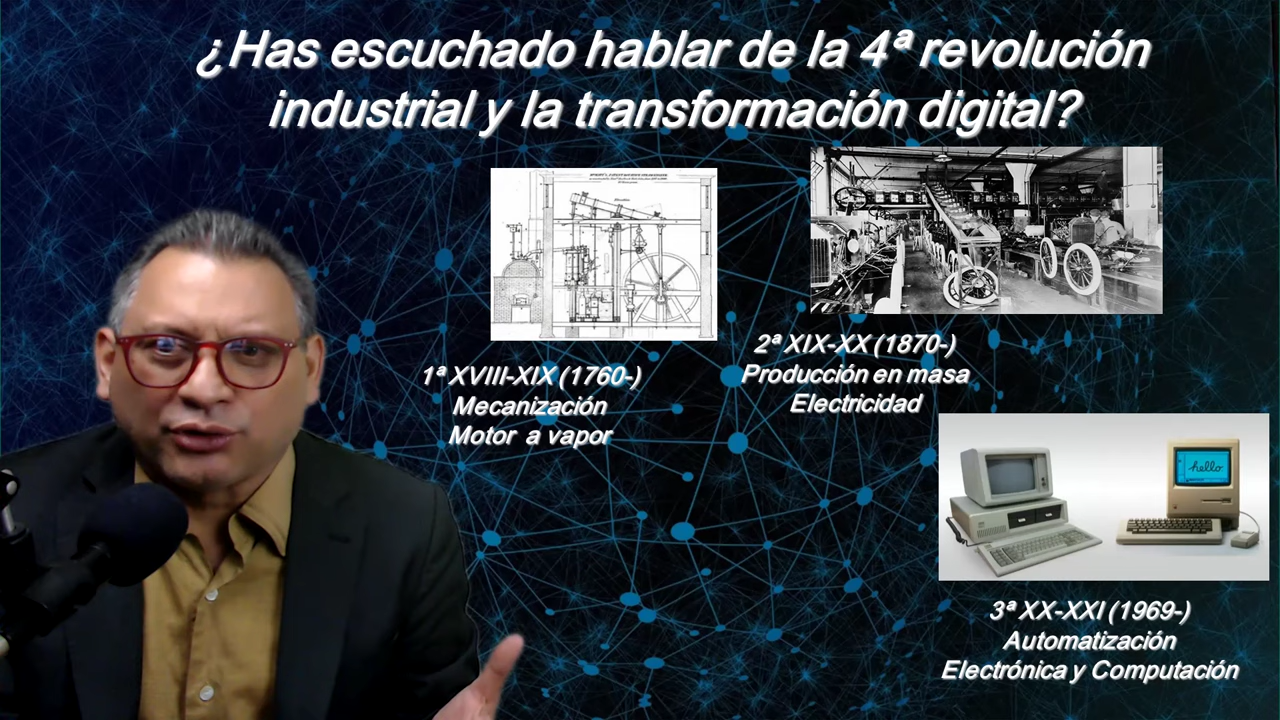 ¿Has escuchado hablar de la 4ª revolución
industrial y la transformación digital?
1ª XVIII-XIX (1760-)
Mecanización
Motor a vapor
2ª XIX-XX (1870-)
Producción en masa
Electricidad
hello
3ª XX-XXI (1969-)
Automatización
Electrónica y Computación